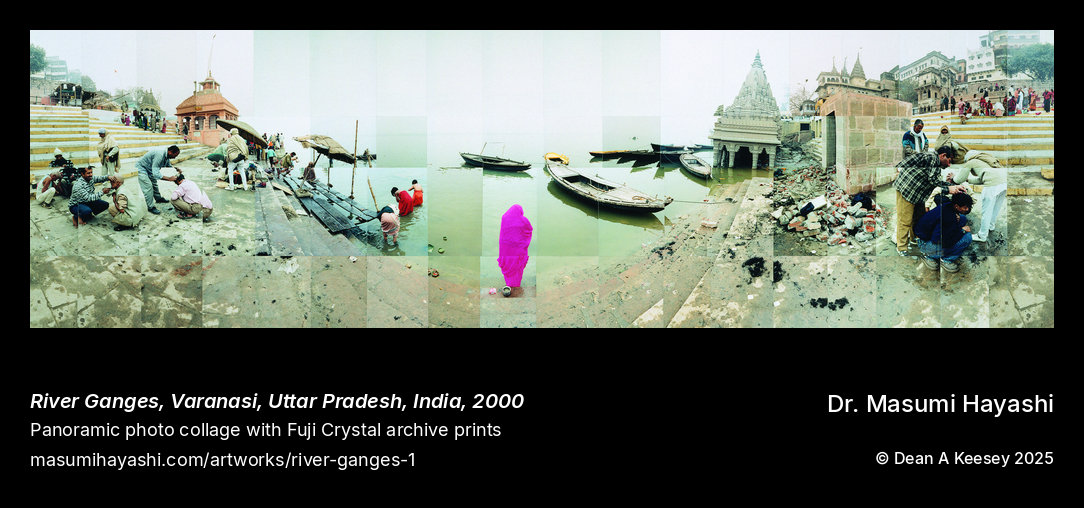 River Ganges, Varanasi, Uttar Pradesh, India, 2000
Panoramic photo collage with Fuji Crystal archive prints
masumihayashi.com/artworks/river-ganges-1
Dr. Masumi Hayashi
© Dean A Keesey 2025